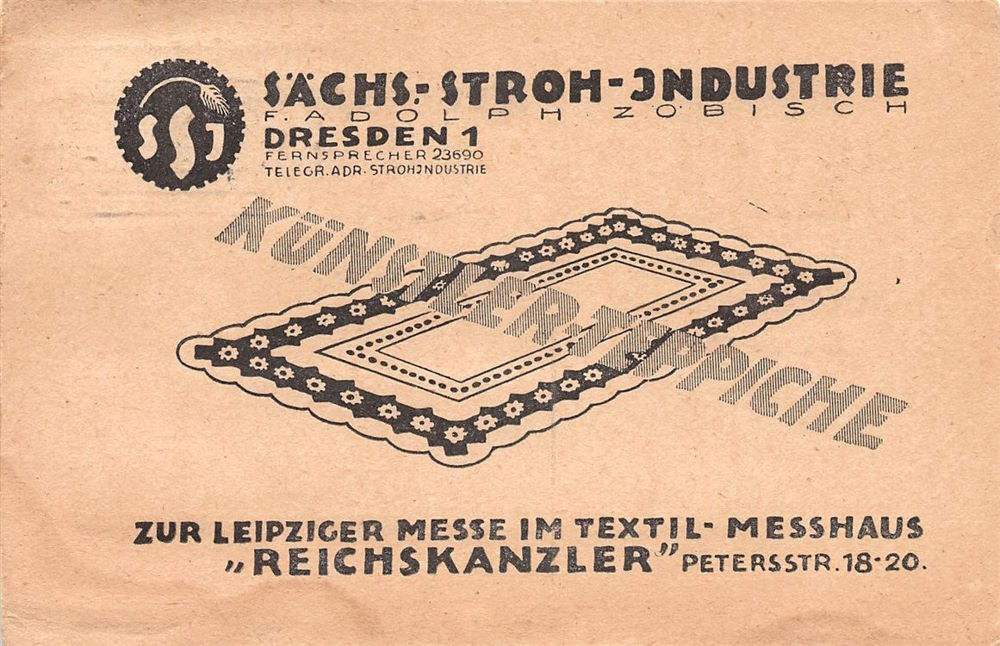 SSJ
SÄCHS.-STROH-JNDUSTRIE
F. ADOLPH ZÖBISCH
DRESDEN 1
FERNSPRECHER 23690
TELEGR. ADR. STROHJNDUSTRIE
KÜNSTLER-TEPPICHE
ZUR LEIPZIGER MESSE IM TEXTIL-MESSHAUS
„REICHSKANZLER” PETERSSTR. 18-20.